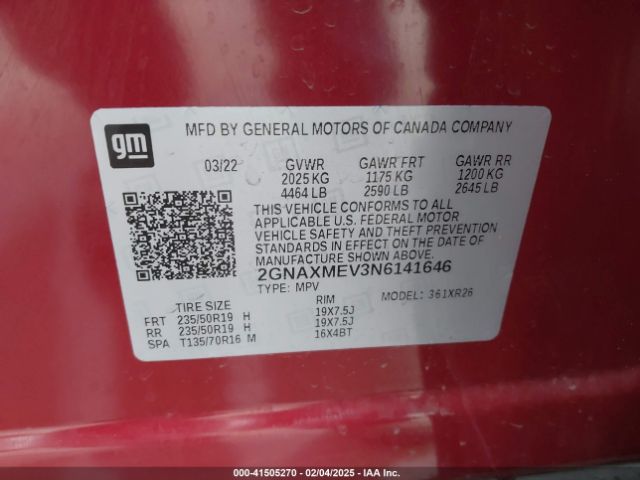 gm
MFD BY GENERAL MOTORS OF CANADA COMPANY
03/22 GVWR GAWR FRT GAWR RR
2025 KG 1175 KG 1200 KG
4464 LB 2590 LB 2645 LB
THIS VEHICLE CONFORMS TO ALL
APPLICABLE U.S. FEDERAL MOTOR
VEHICLE SAFETY AND THEFT PREVENTION
STANDARDS IN EFFECT ON THE DATE OF
MANUFACTURE SHOWN ABOVE.
2GNAXMEV3N6141646
TYPE: MPV MODEL: 361XR26
TIRE SIZE RIM
FRT 235/50R19 H 19X7.5J
RR 235/50R19 H 19X7.5J
SPA T135/70R16 M 16X4BT
000-41505270 - 02/04/2025 - IAA Inc.